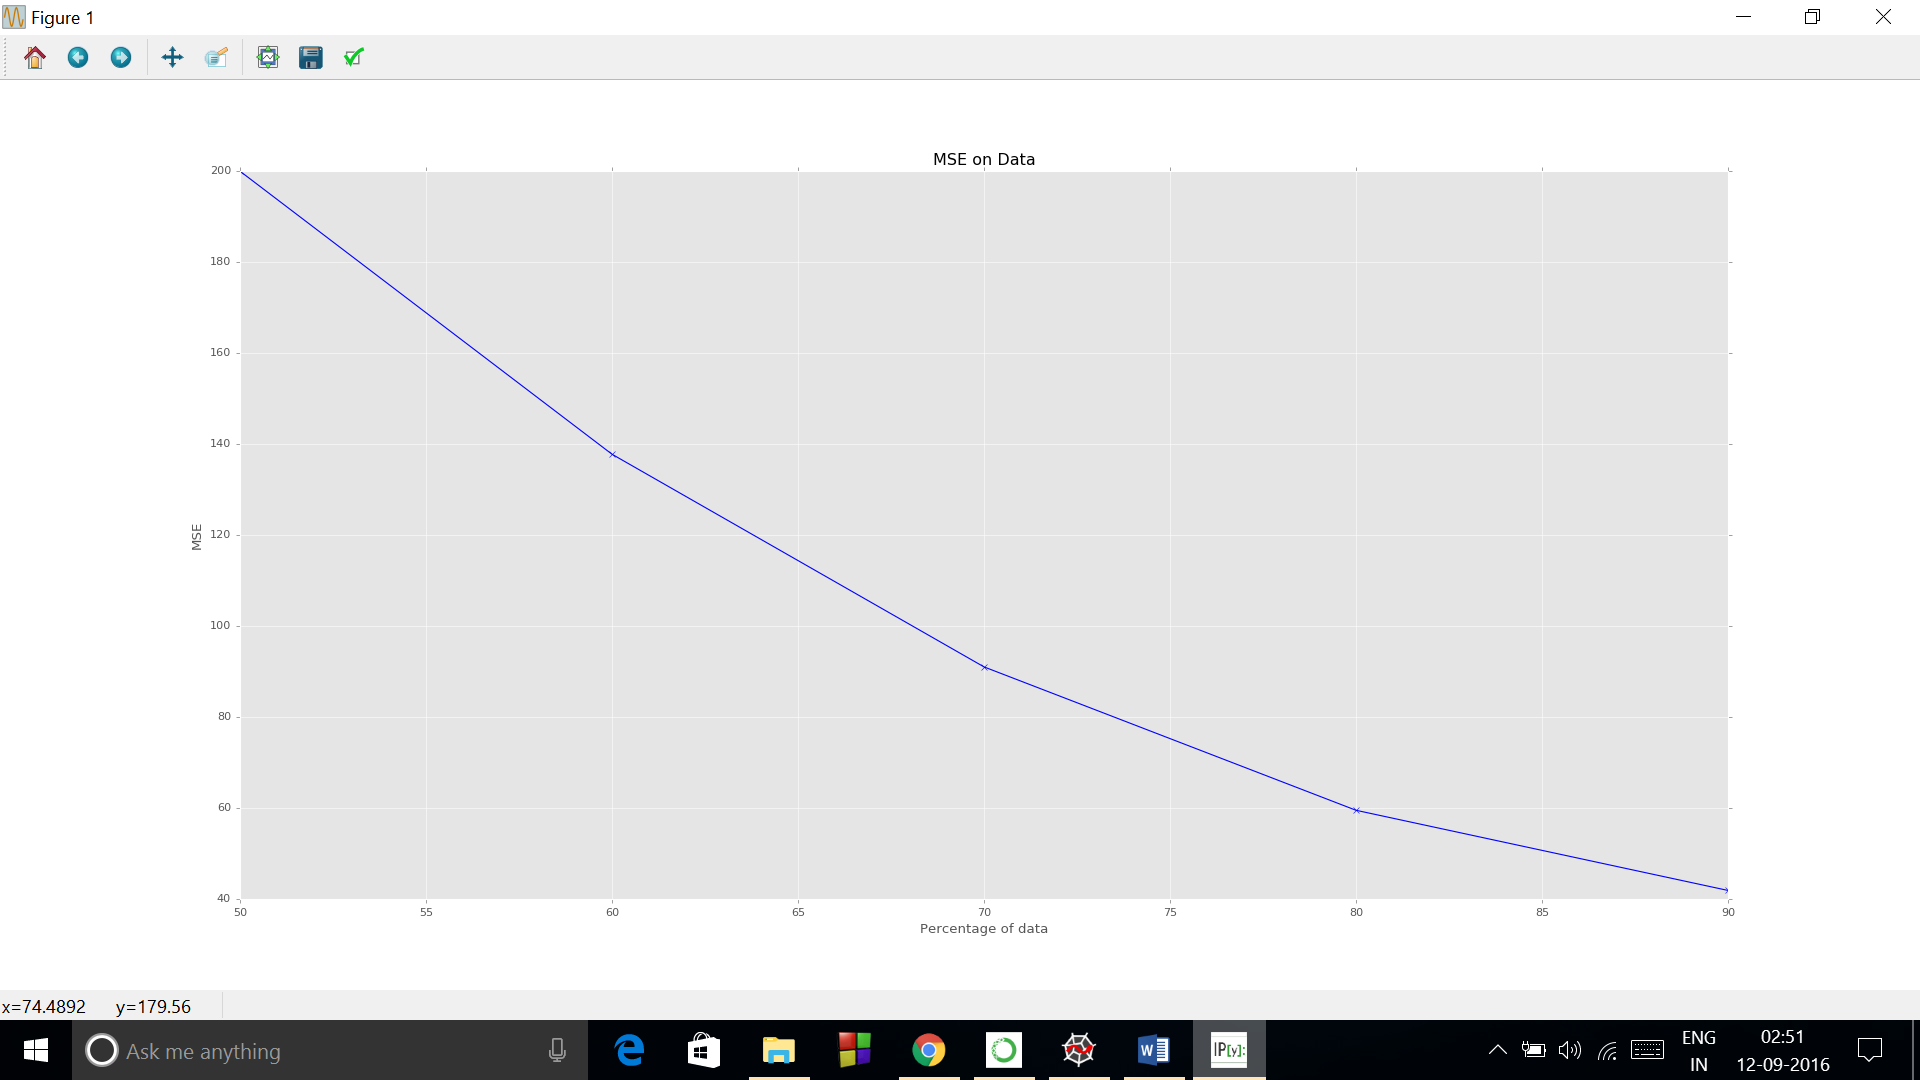 Figure 1
MSE on Data
200
180
160
140
120
100
80
60
40
MSE
50 55 60 65 70 75 80 85 90
Percentage of data
x=74.4892 y=179.56
Ask me anything
W
IP[y]:
ENG
IN
02:51
12-09-2016